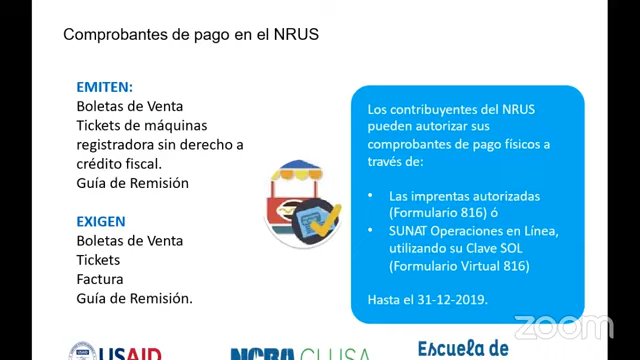 Comprobantes de pago en el NRUS
EMITEN:
Boletas de Venta
Tickets de máquinas
registradora sin derecho a
crédito fiscal.
Guía de Remisión
EXIGEN
Boletas de Venta
Tickets
Factura
Guía de Remisión.
Los contribuyentes del NRUS
pueden autorizar sus
comprobantes de pago físicos a
través de:
• Las imprentas autorizadas
(Formulario 816) ó
• SUNAT Operaciones en Línea,
utilizando su Clave SOL
(Formulario Virtual 816)
Hasta el 31-12-2019.
USAID
NCBA CLUSA
Escuela de
zoom